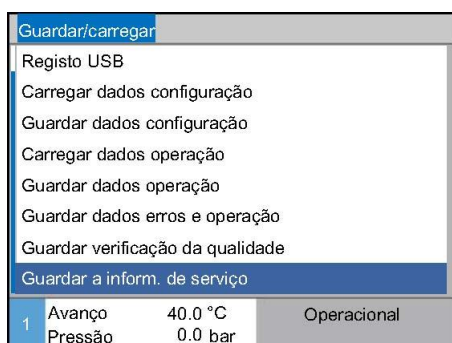 Guardar/carregar
Registo USB
Carregar dados configuração
Guardar dados configuração
Carregar dados operação
Guardar dados operação
Guardar dados erros e operação
Guardar verificação da qualidade
Guardar a inform. de serviço
1 Avanço 40.0 °C Operacional
Pressão 0.0 bar